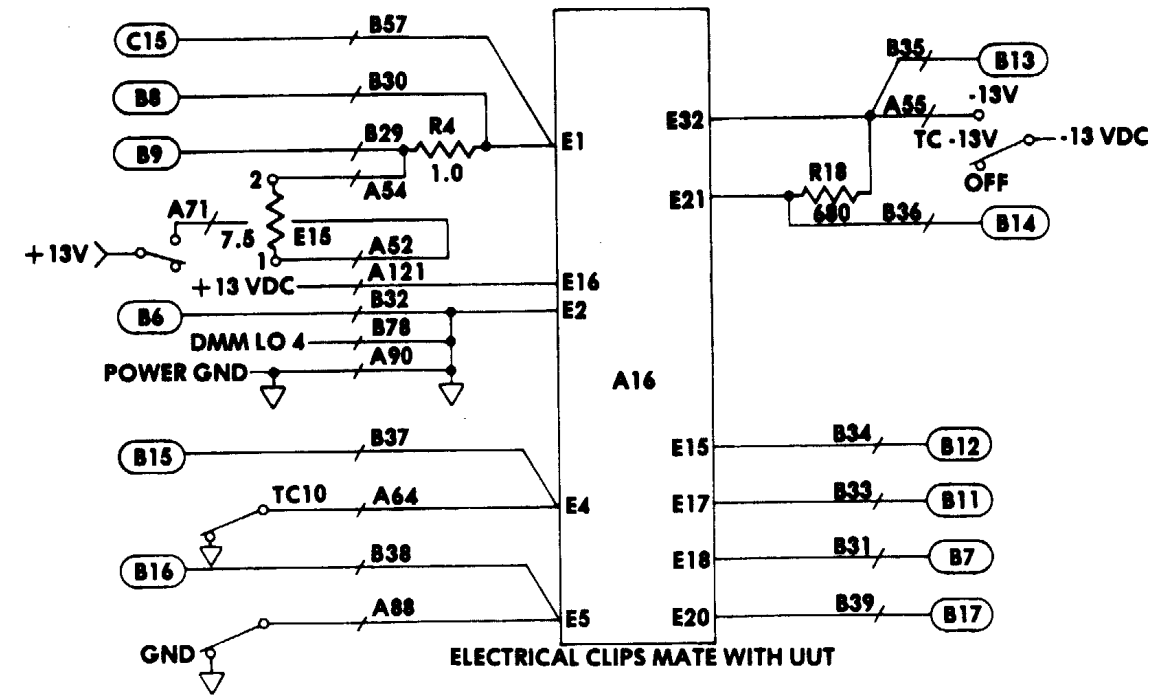 C15 B57
B8 B30
B9 B29 R4 E1
1.0
2 A54
A71 7.5 E15
+13V 1 A52
+13 VDC A121 E16
B6 B32 E2
DMM LO 4 B78
POWER GND A90
A16
B15 B37
TC10 A64 E4
B16 B38
A88 E5
GND
B35 B13
E32 A55 -13V
TC -13V -13 VDC
OFF
R18
E21 680 B36 B14
E15 B34 B12
E17 B33 B11
E18 B31 B7
E20 B39 B17
ELECTRICAL CLIPS MATE WITH UUT